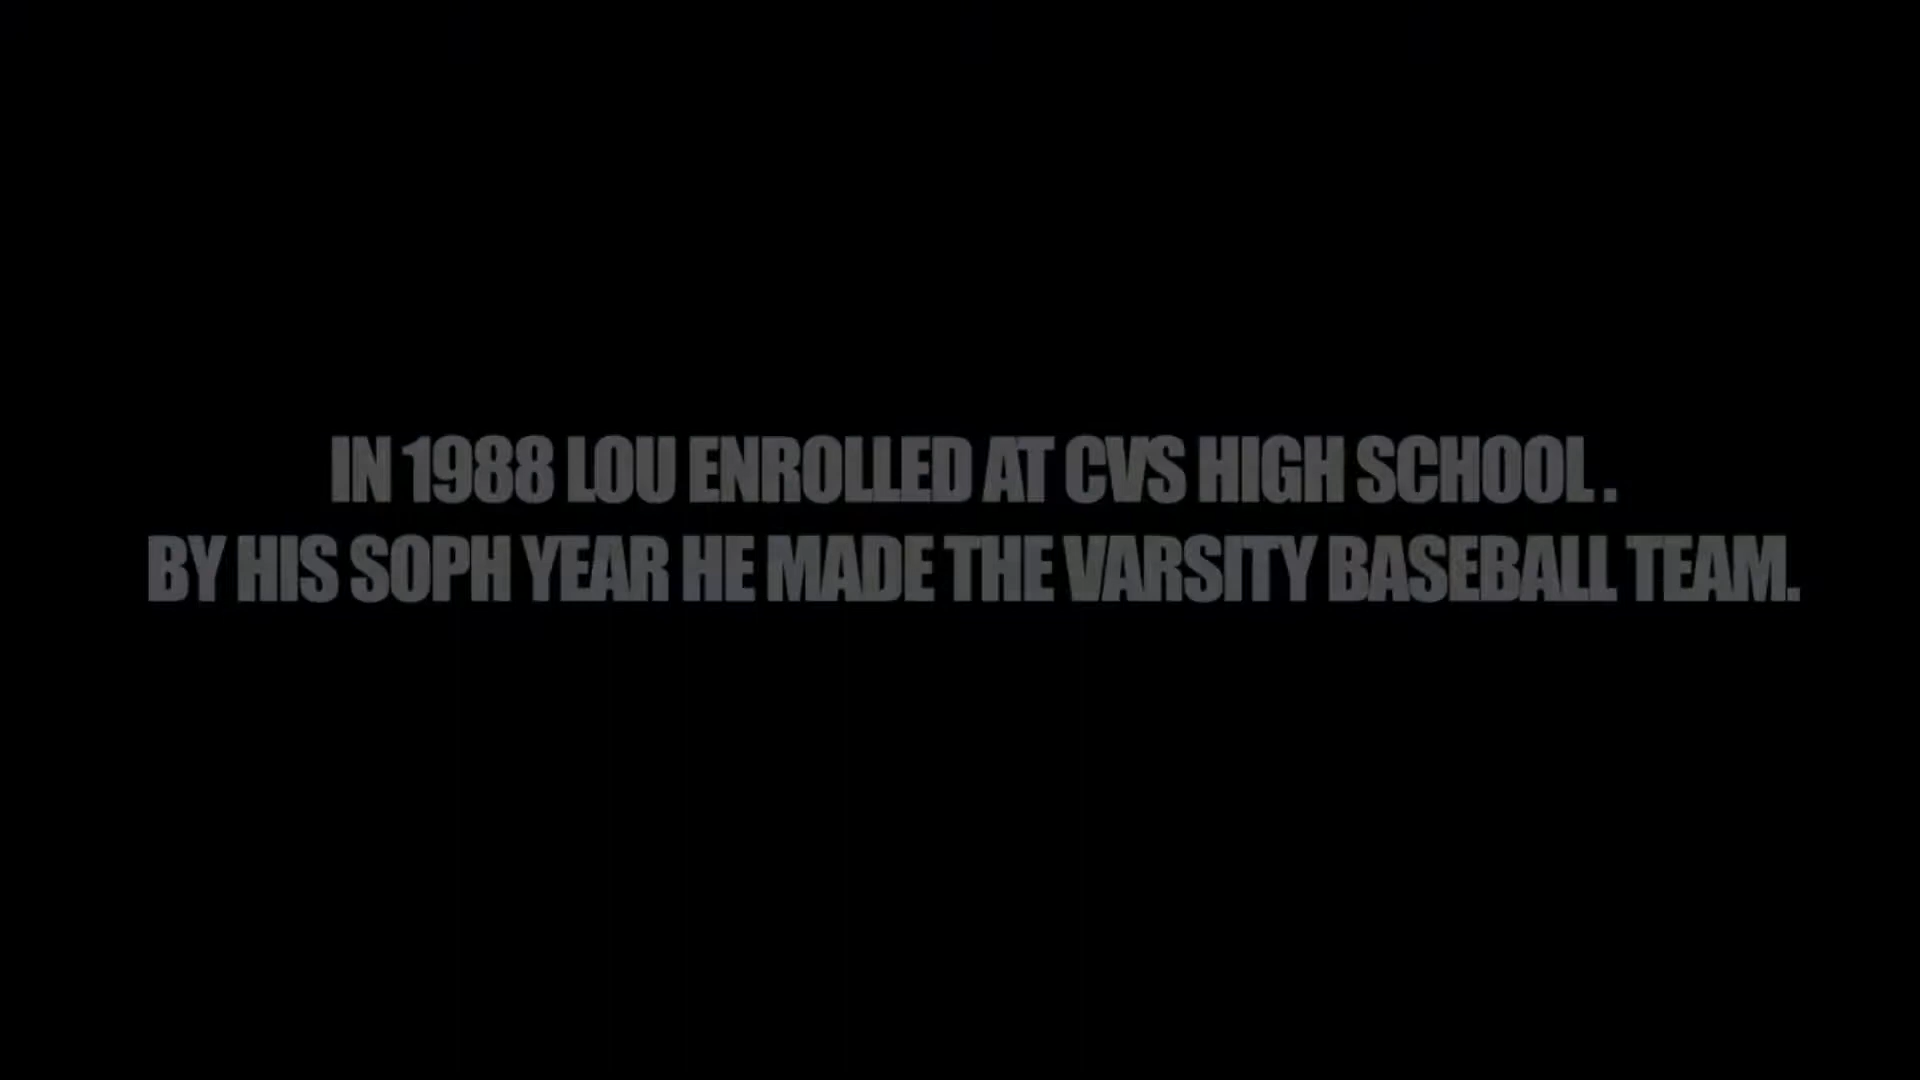 IN 1988 LOU ENROLLED AT CVS HIGH SCHOOL .
BY HIS SOPH YEAR HE MADE THE VARSITY BASEBALL TEAM.